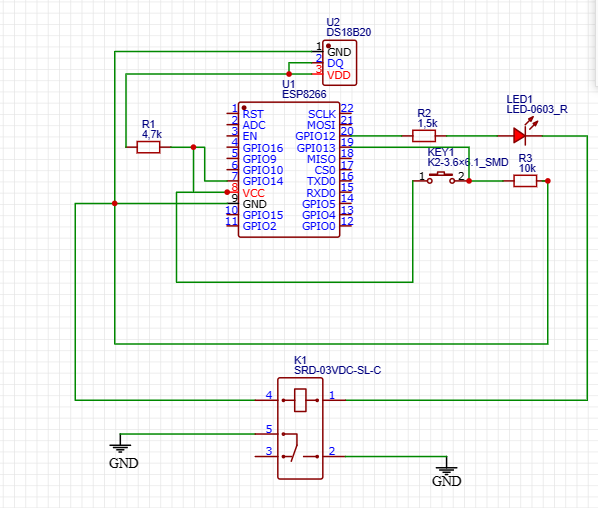 U2
DS18B20
1 GND
2 DQ
3 VDD
U1
ESP8266
1 RST SCLK 22
2 ADC MOSI 21
3 EN GPIO12 20
4 GPIO16 GPIO13 19
5 GPIO9 MISO 18
6 GPIO10 CS0 17
7 GPIO14 TXD0 16
8 VCC RXD0 15
9 GND GPIO5 14
10 GPIO15 GPIO4 13
11 GPIO2 GPIO0 12
R1
4,7k
R2
1,5k
LED1
LED-0603_R
KEY1
K2-3.6×6.1_SMD
1 2
R3
10k
K1
SRD-03VDC-SL-C
4 1
5
3 2
GND
GND